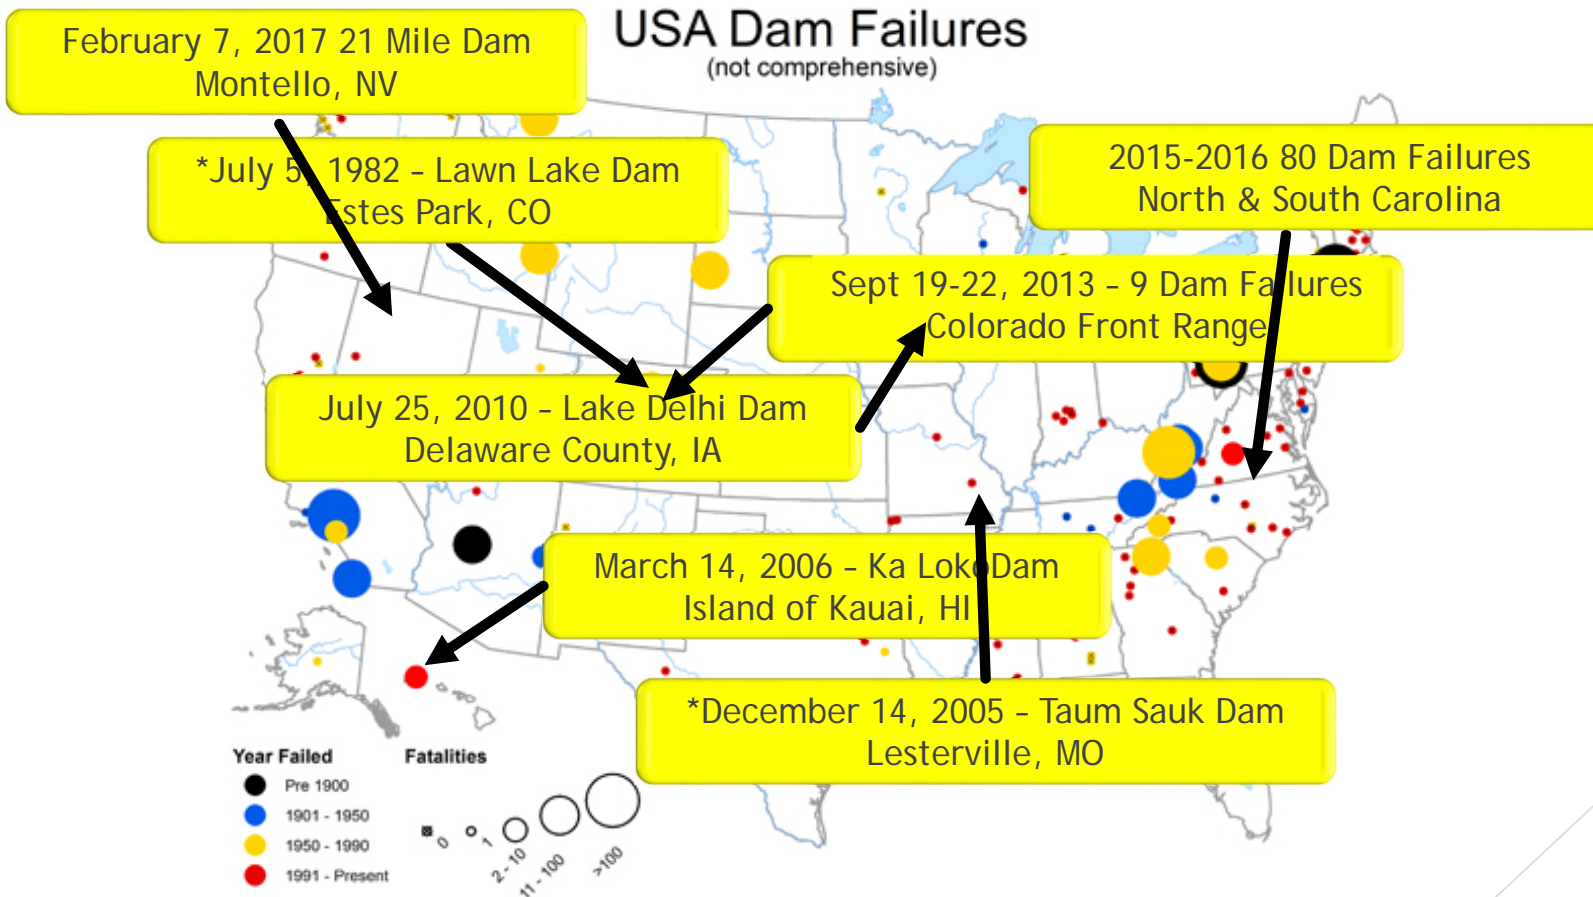 USA Dam Failures
(not comprehensive)
February 7, 2017 21 Mile Dam
Montello, NV
*July 5, 1982 – Lawn Lake Dam
Estes Park, CO
2015-2016 80 Dam Failures
North & South Carolina
Sept 19-22, 2013 – 9 Dam Failures
Colorado Front Range
July 25, 2010 – Lake Delhi Dam
Delaware County, IA
March 14, 2006 – Ka LokoDam
Island of Kauai, HI
*December 14, 2005 – Taum Sauk Dam
Lesterville, MO
Year Failed
Pre 1900
1901 - 1950
1950 - 1990
1991 - Present
Fatalities
0
1
2 - 10
11 - 100
>100